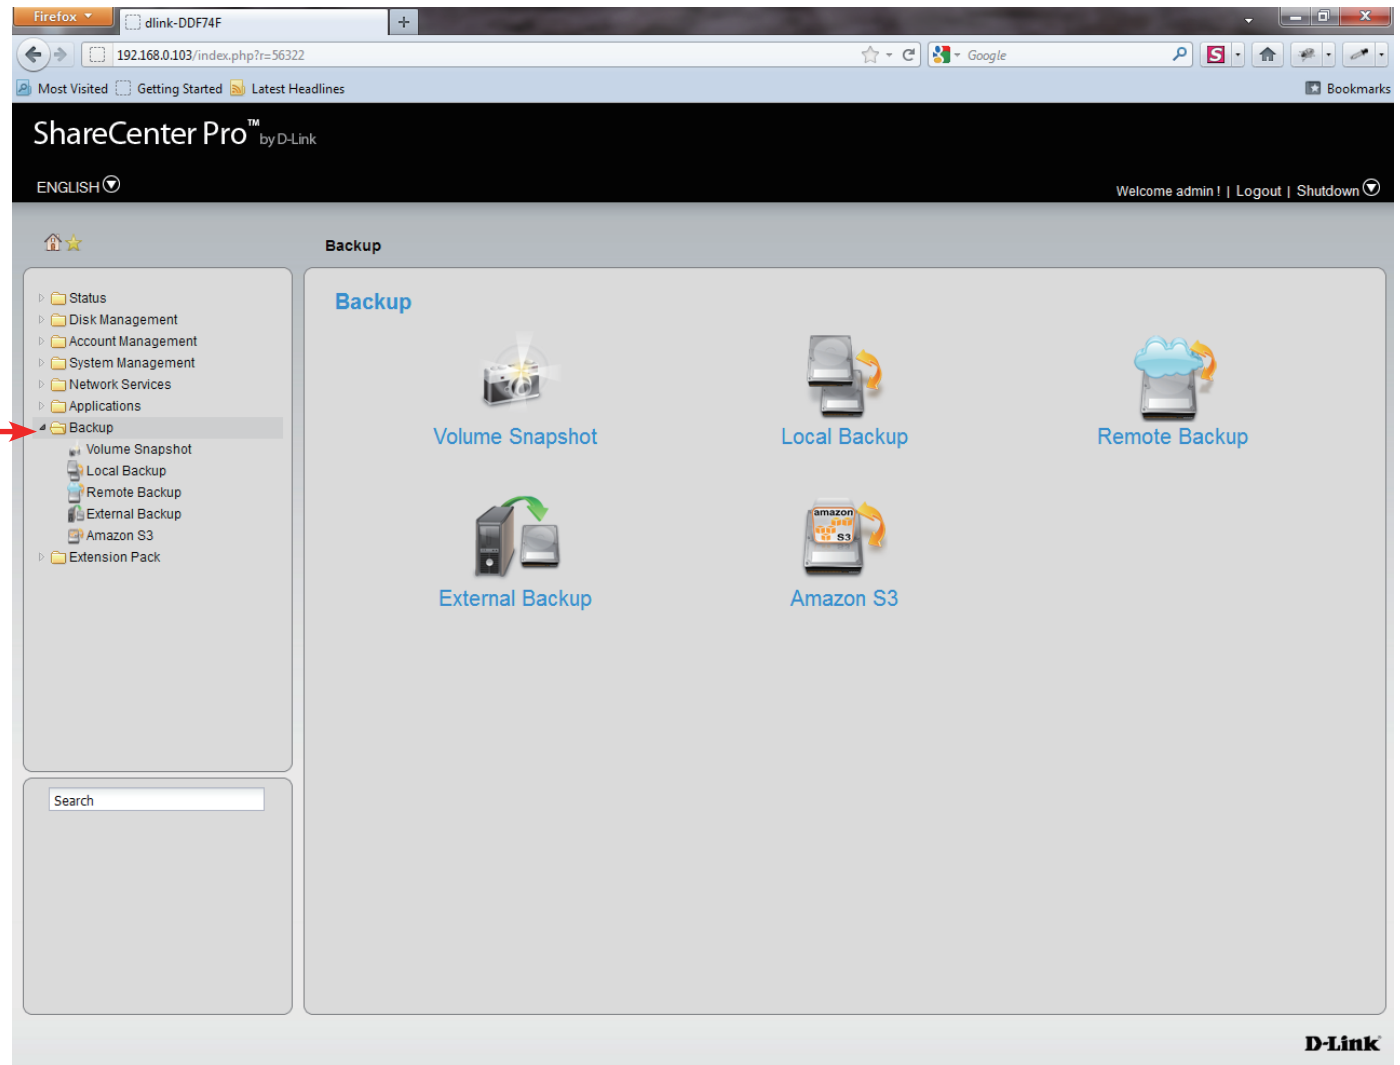 Firefox
dlink-DDF74F
192.168.0.103/index.php?r=56322
Google
S
Most Visited Getting Started Latest Headlines
Bookmarks
ShareCenter Pro™ by D-Link
ENGLISH
Welcome admin ! | Logout | Shutdown
Backup
Status
Disk Management
Account Management
System Management
Network Services
Applications
Backup
Volume Snapshot
Local Backup
Remote Backup
External Backup
Amazon S3
Extension Pack
Search
Backup
Volume Snapshot
Local Backup
Remote Backup
External Backup
amazon
S3
Amazon S3
D-Link